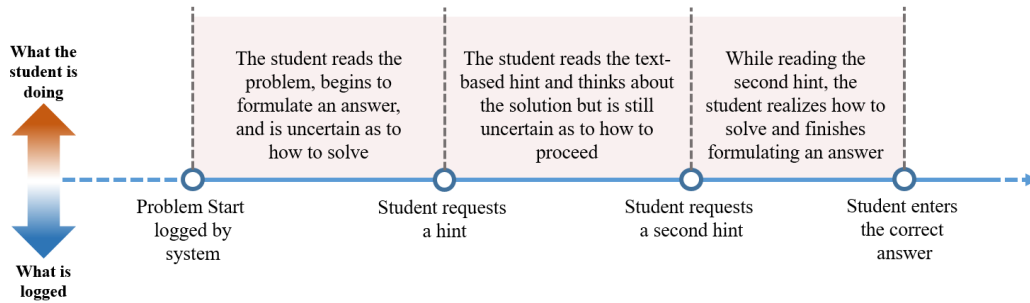 What the
student is
doing
The student reads the
problem, begins to
formulate an answer,
and is uncertain as to
how to solve
The student reads the text-
based hint and thinks about
the solution but is still
uncertain as to how to
proceed
While reading the
second hint, the
student realizes how to
solve and finishes
formulating an answer
Problem Start
logged by
system
Student requests
a hint
Student requests
a second hint
Student enters
the correct
answer
What is
logged